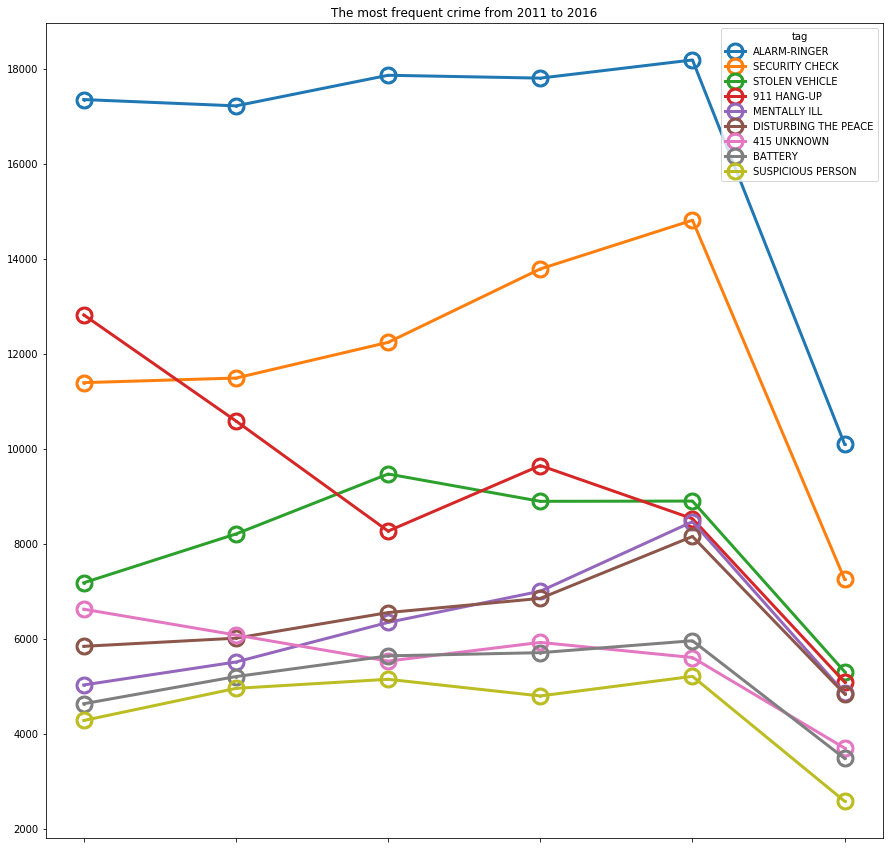 The most frequent crime from 2011 to 2016
tag
ALARM-RINGER
SECURITY CHECK
STOLEN VEHICLE
911 HANG-UP
MENTALLY ILL
DISTURBING THE PEACE
415 UNKNOWN
BATTERY
SUSPICIOUS PERSON
18000
16000
14000
12000
10000
8000
6000
4000
2000